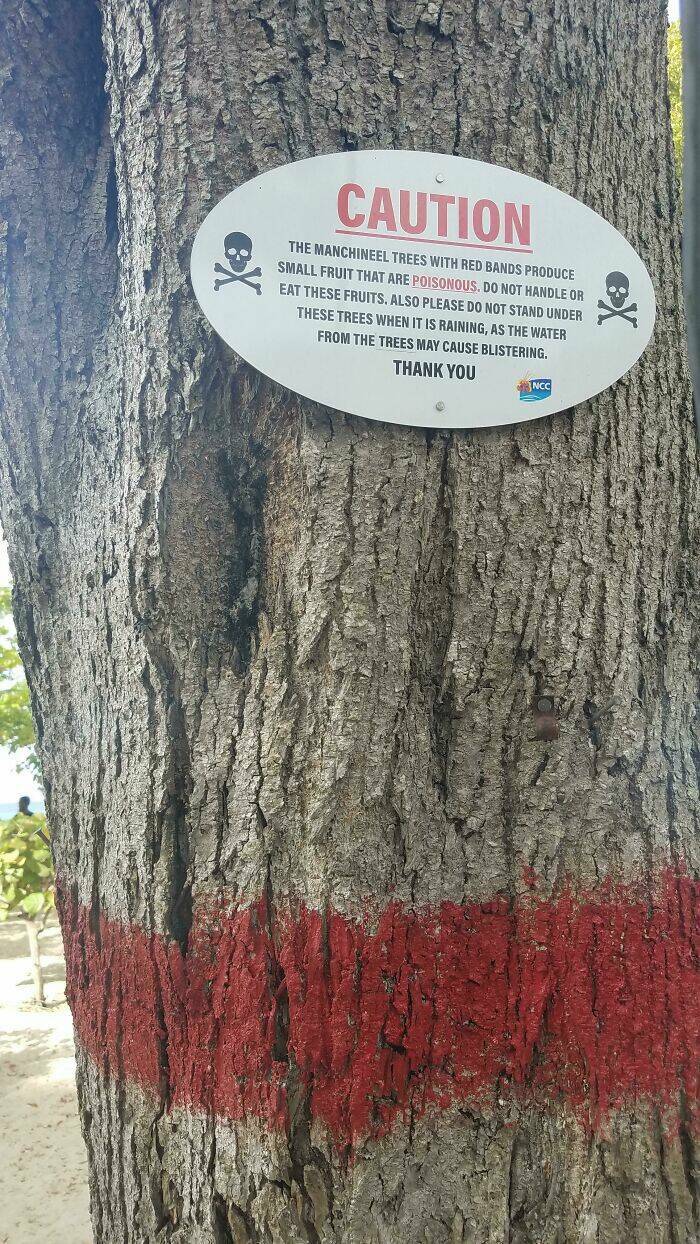 CAUTION
THE MANCHINEEL TREES WITH RED BANDS PRODUCE
SMALL FRUIT THAT ARE POISONOUS. DO NOT HANDLE OR
EAT THESE FRUITS. ALSO PLEASE DO NOT STAND UNDER
THESE TREES WHEN IT IS RAINING, AS THE WATER
FROM THE TREES MAY CAUSE BLISTERING.
THANK YOU
NCC